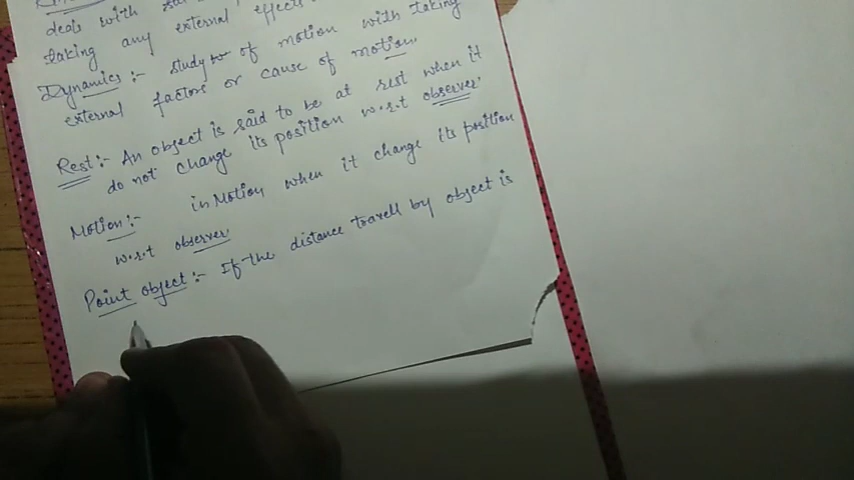 deals with
taking any external effects
Dynamics :- study of motion with taking
external factors or cause of motion.
Rest :- An object is said to be at rest when it
do not change its position w.r.t observer.
Motion :- in Motion when it change its position
w.r.t observer
Point object :- If the distance travell by object is